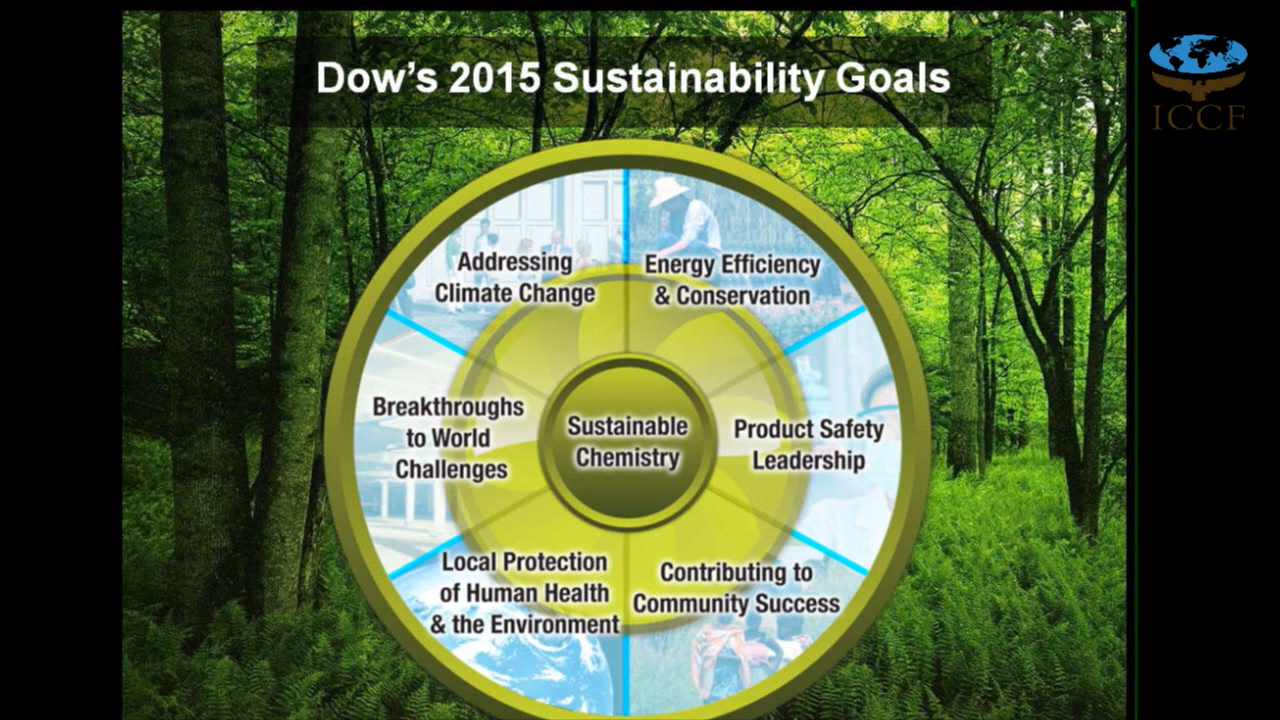 Dow's 2015 Sustainability Goals
ICCF
Addressing
Climate Change
Energy Efficiency
& Conservation
Breakthroughs
to World
Challenges
Sustainable
Chemistry
Product Safety
Leadership
Local Protection
of Human Health
& the Environment
Contributing to
Community Success